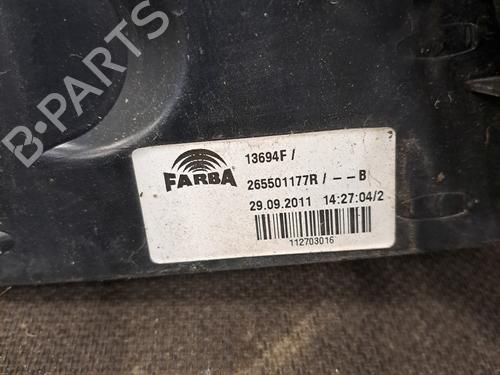 B-PARTS
FARBA
13694F /
265501177R / - - B
29.09.2011 14:27:04/2
112703016